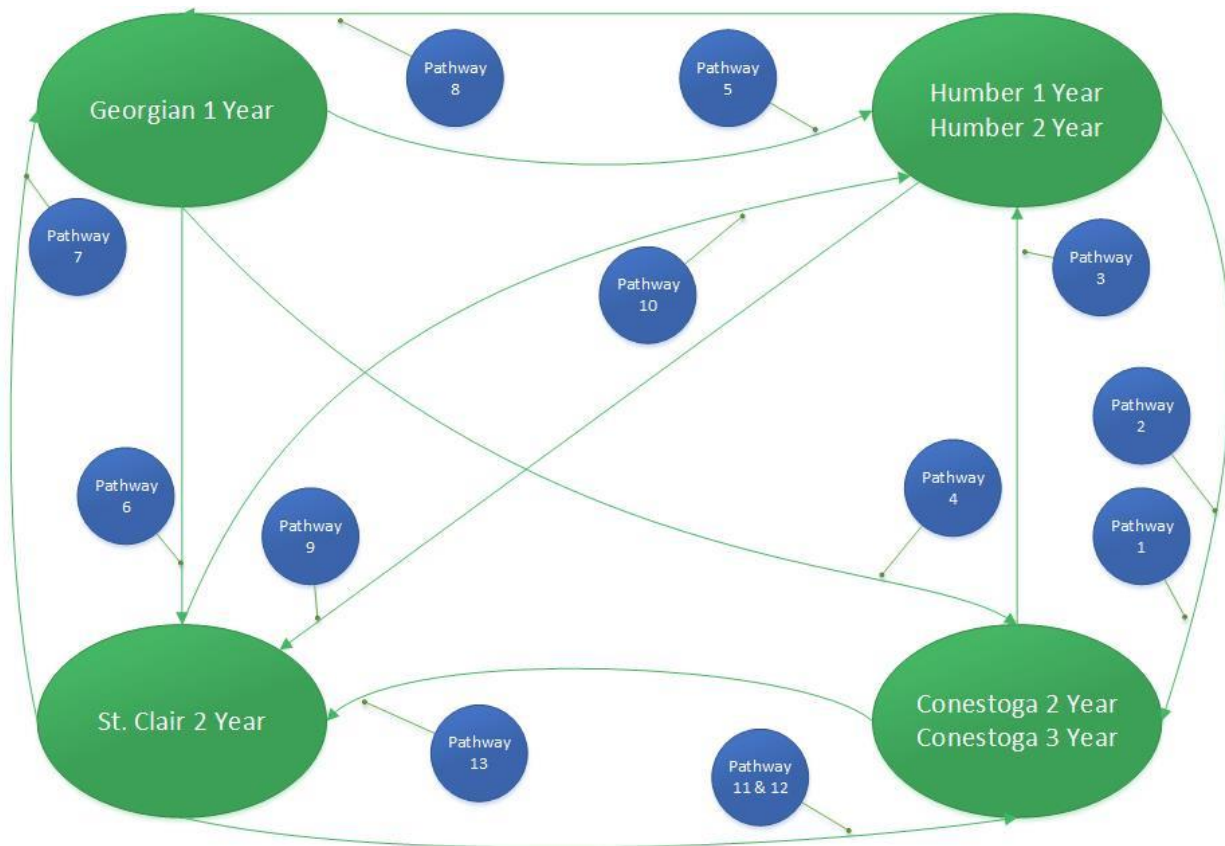 Georgian 1 Year
Pathway
8
Pathway
5
Humber 1 Year
Humber 2 Year
Pathway
7
Pathway
10
Pathway
3
Pathway
2
Pathway
6
Pathway
9
Pathway
4
Pathway
1
St. Clair 2 Year
Pathway
13
Pathway
11 & 12
Conestoga 2 Year
Conestoga 3 Year